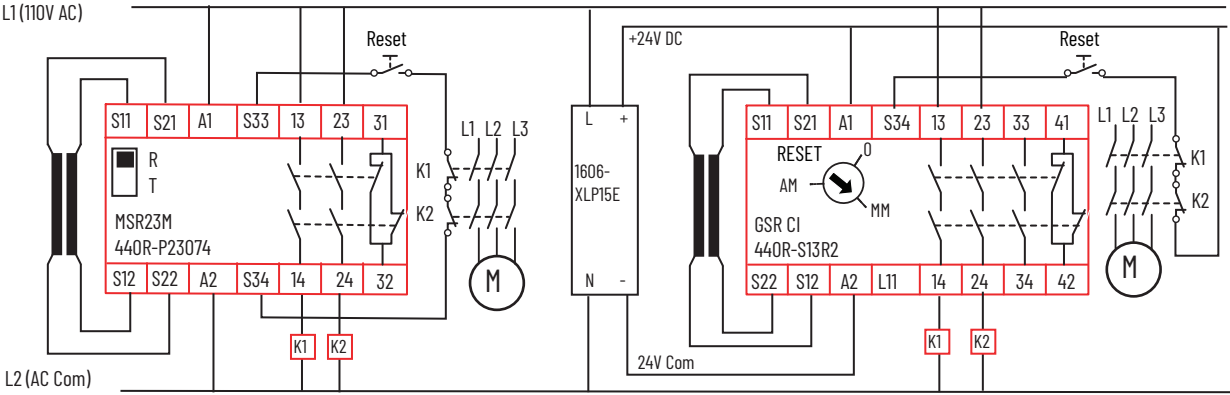 L1 (110V AC)
Reset
+24V DC
Reset
S11 S21 A1 S33 13 23 31
L1 L2 L3
L +
S11 S21 A1 S34 13 23 33 41
L1 L2 L3
R
T
K1
K2
1606-
XLP15E
RESET
0
AM
MM
K1
K2
MSR23M
440R-P23074
GSR CI
440R-S13R2
M
M
S12 S22 A2 S34 14 24 32
N -
S22 S12 A2 L11 14 24 34 42
K1 K2
K1 K2
24V Com
L2 (AC Com)